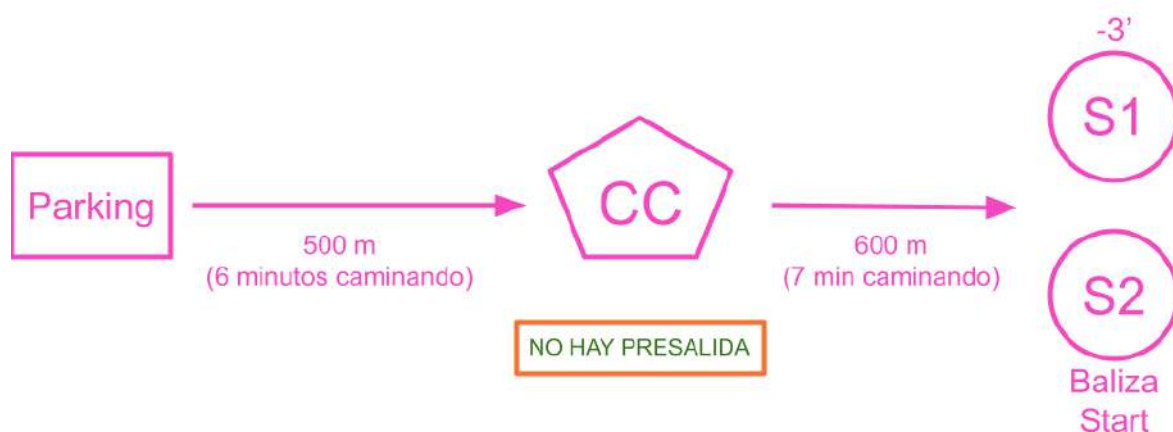 -3'
S1
Parking
CC
500 m
(6 minutos caminando)
600 m
(7 min caminando)
S2
NO HAY PRESALIDA
Baliza
Start